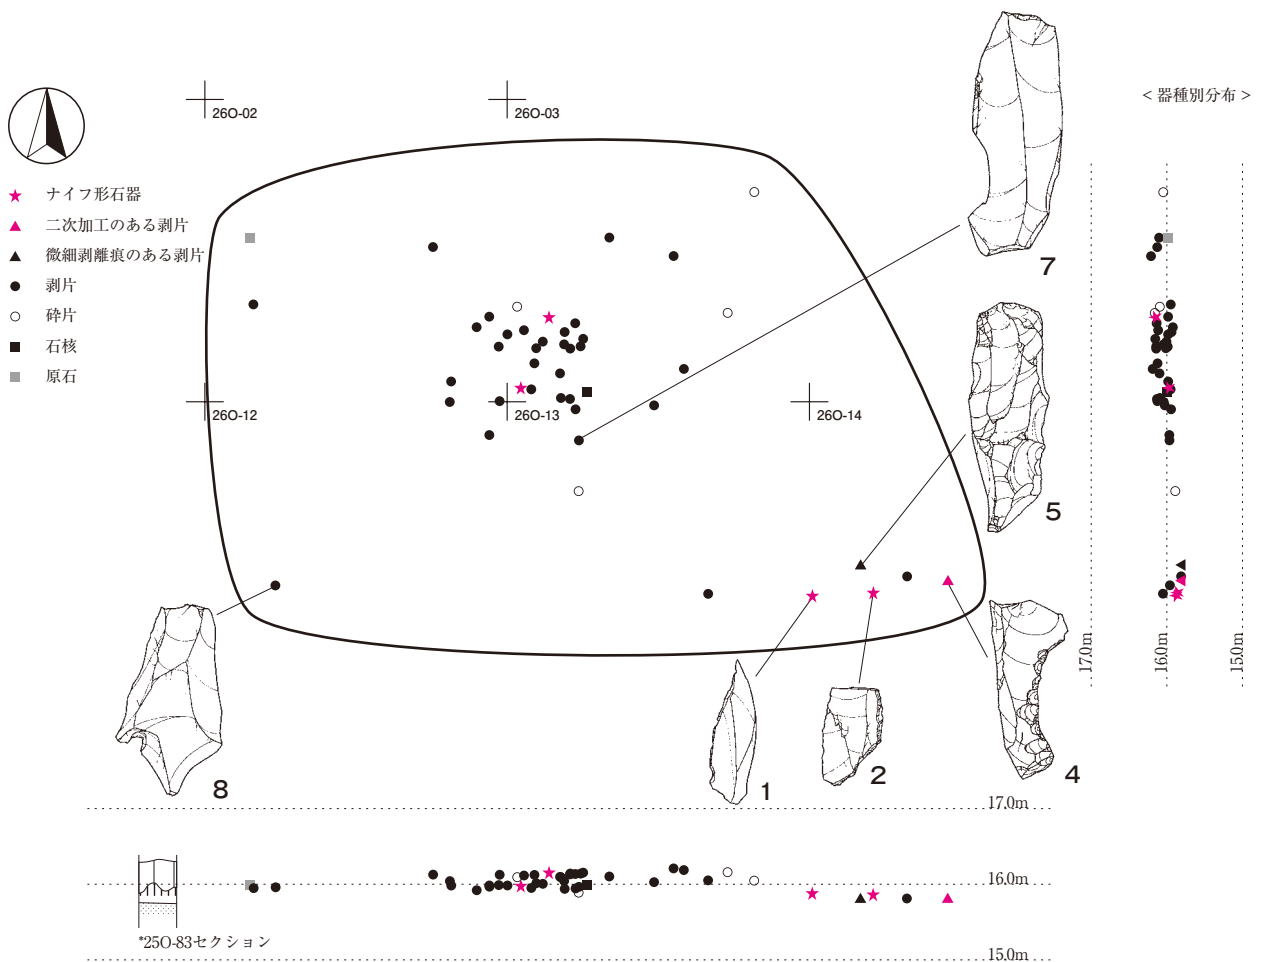 <器種別分布>
26O-02
26O-03
ナイフ形石器
二次加工のある剥片
微細剥離痕のある剥片
剥片
砕片
石核
原石
7
5
26O-12
26O-13
26O-14
17.0m
16.0m
15.0m
8
1
2
4
17.0m
16.0m
*25O-83セクション
15.0m